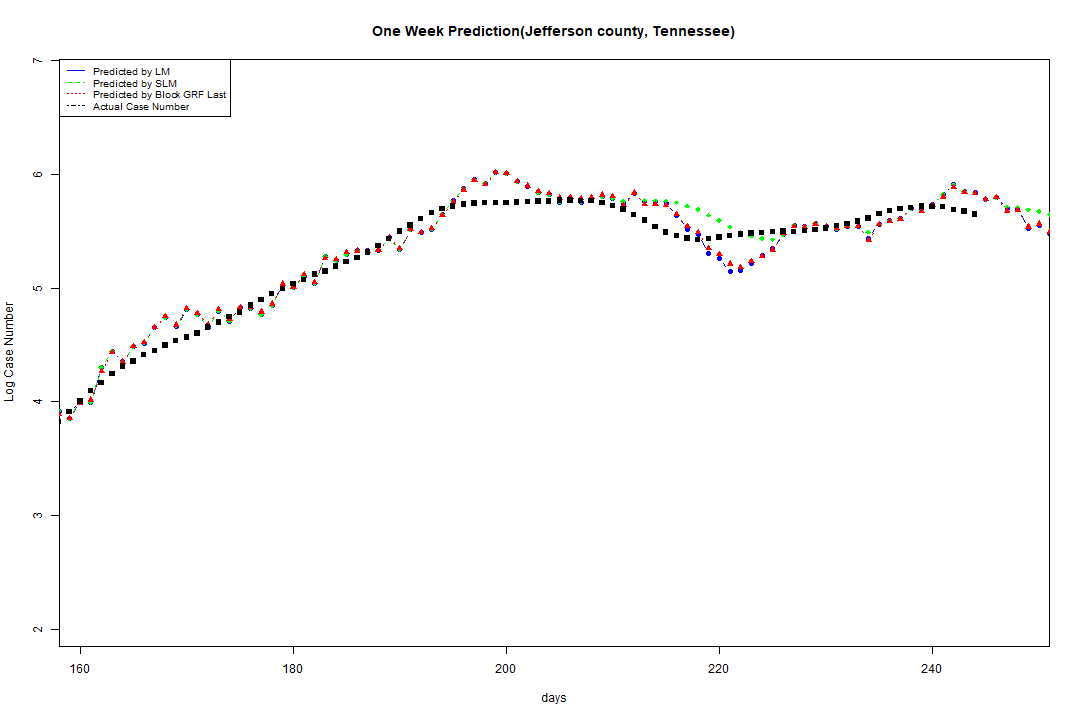 One Week Prediction(Jefferson county, Tennessee)
Predicted by LM
Predicted by SLM
Predicted by Block GRF Last
Actual Case Number
7
6
5
4
3
2
Log Case Number
160 180 200 220 240
days